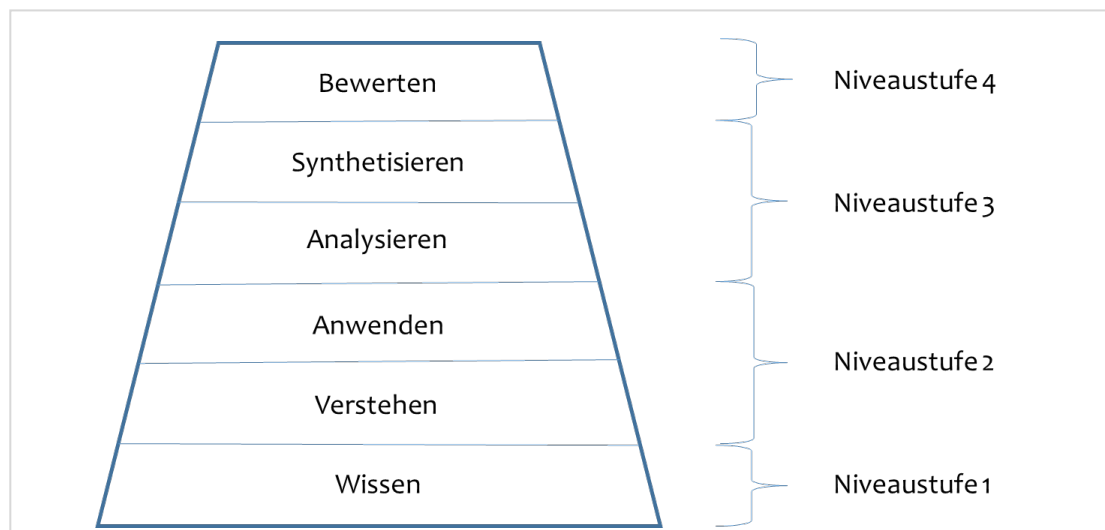 Bewerten
Niveaustufe 4
Synthetisieren
Niveaustufe 3
Analysieren
Anwenden
Niveaustufe 2
Verstehen
Wissen
Niveaustufe 1